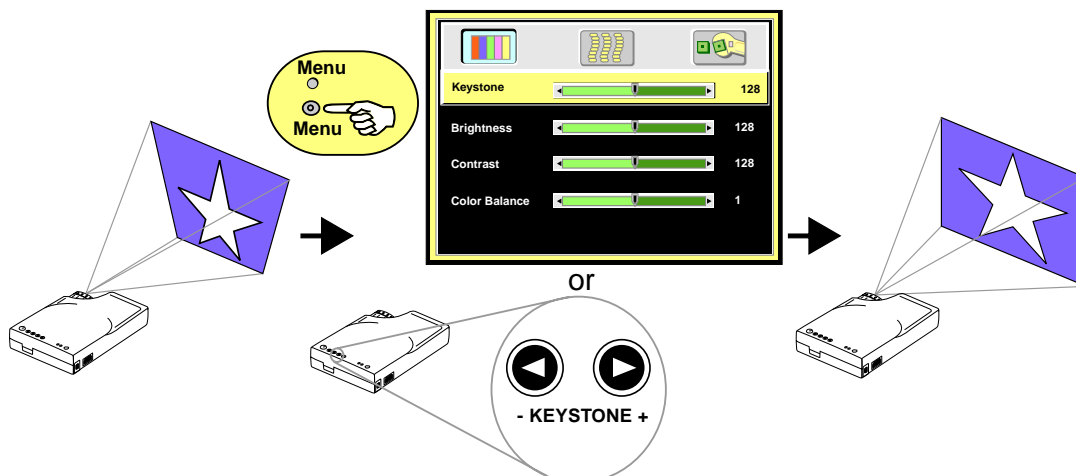 Menu
Menu
Keystone 128
Brightness 128
Contrast 128
Color Balance 1
or
- KEYSTONE +